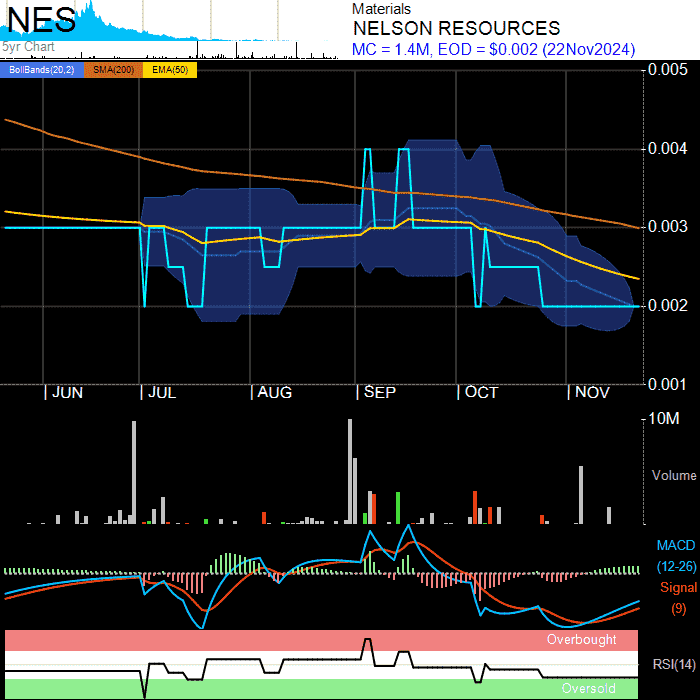 NES
5yr Chart
Materials
NELSON RESOURCES
MC = 1.4M, EOD = $0.002 (22Nov2024)
BollBands(20,2) SMA(200) EMA(50)
0.005
0.004
0.003
0.002
0.001
JUN JUL AUG SEP OCT NOV
10M
Volume
MACD
(12-26)
Signal
(9)
Overbought
RSI(14)
Oversold